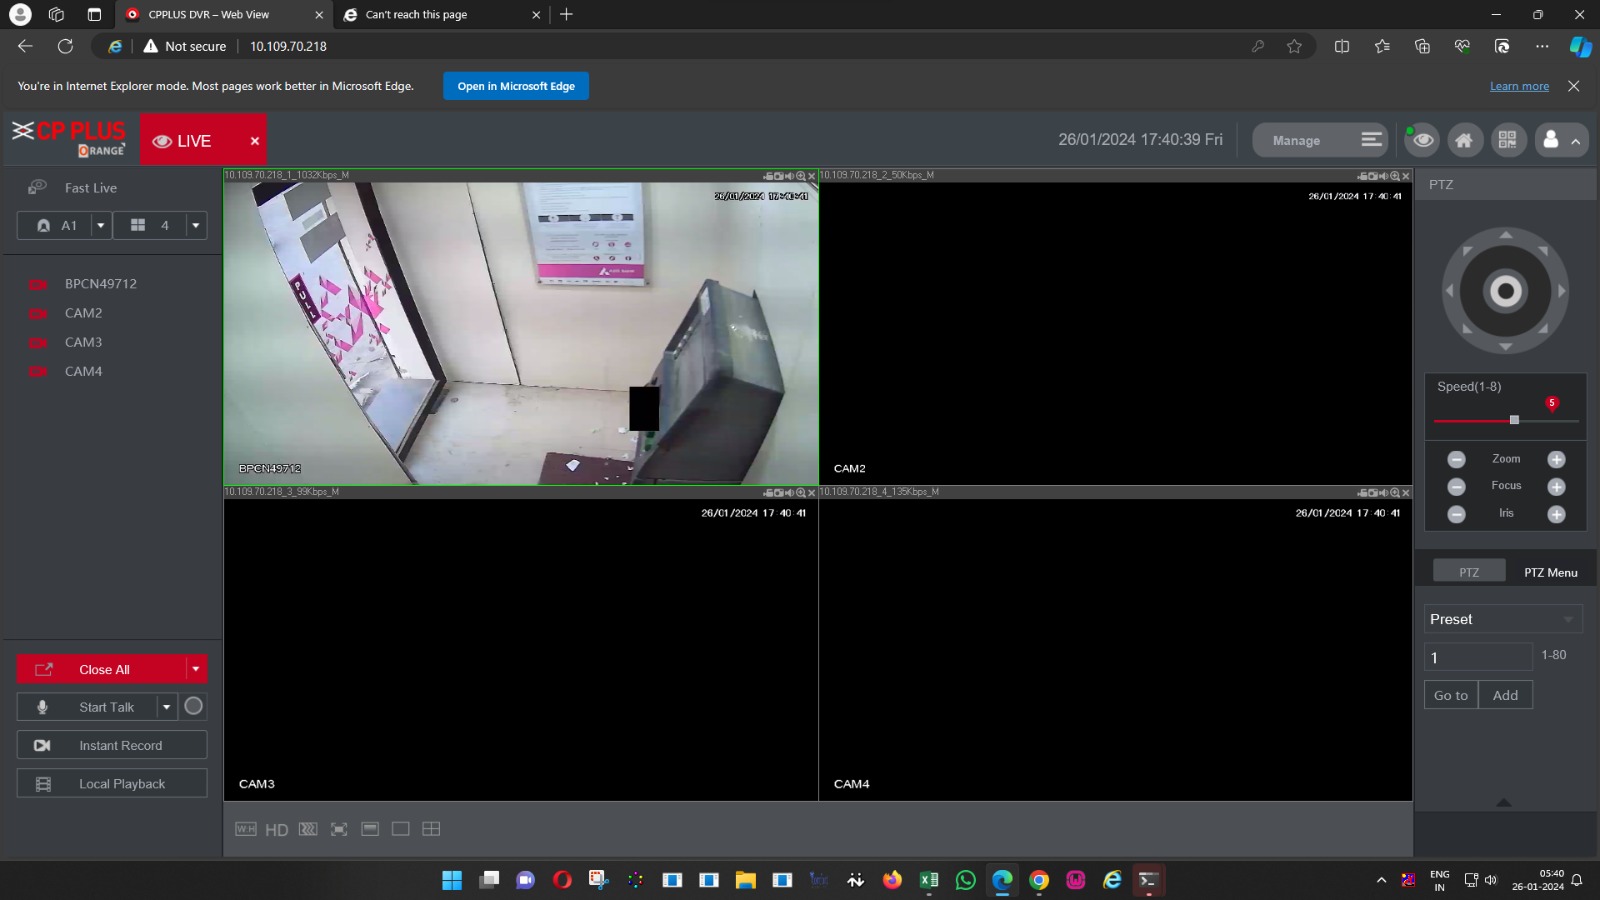 CPPLUS DVR – Web View
Can't reach this page
Not secure
10.109.70.218
You're in Internet Explorer mode. Most pages work better in Microsoft Edge.
Open in Microsoft Edge
Learn more
CP PLUS
ORANGE
LIVE
26/01/2024 17:40:39 Fri
Manage
Fast Live
A1
4
BPCN49712
CAM2
CAM3
CAM4
10.109.70.218_1_1032Kbps_M
26/01/2024 17:40:41
PULL
AXIS BANK
BPCN49712
10.109.70.218_2_50Kbps_M
26/01/2024 17:40:41
CAM2
10.109.70.218_3_99Kbps_M
26/01/2024 17:40:41
CAM3
10.109.70.218_4_135Kbps_M
26/01/2024 17:40:41
CAM4
PTZ
Speed(1-8)
5
Zoom
Focus
Iris
PTZ
PTZ Menu
Preset
1
1-80
Go to
Add
Close All
Start Talk
Instant Record
Local Playback
W:H
HD
ENG
IN
05:40
26-01-2024